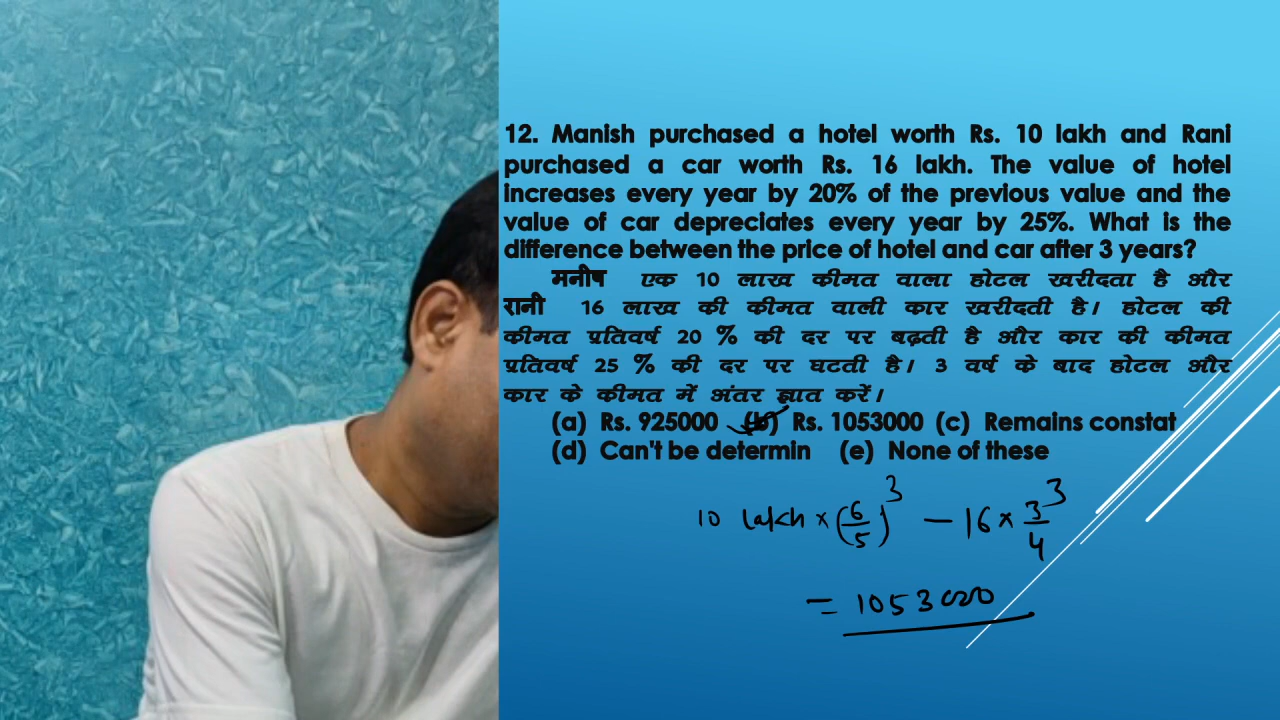 12. Manish purchased a hotel worth Rs. 10 lakh and Rani
purchased a car worth Rs. 16 lakh. The value of hotel
increases every year by 20% of the previous value and the
value of car depreciates every year by 25%. What is the
difference between the price of hotel and car after 3 years?
मनीष एक 10 लाख कीमत वाला होटल खरीदता है और
रानी 16 लाख की कीमत वाली कार खरीदती है। होटल की
कीमत प्रतिवर्ष 20 % की दर पर बढ़ती है और कार की कीमत
प्रतिवर्ष 25 % की दर पर घटती है। 3 वर्ष के बाद होटल और
कार के कीमत में अंतर ज्ञात करें।
(a) Rs. 925000 (b) Rs. 1053000 (c) Remains constat
(d) Can't be determin (e) None of these
10 lakh × (6/5)³ − 16 × 3/4³
= 1053000